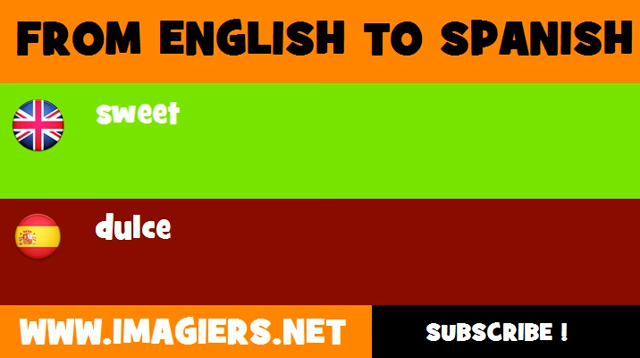 FROM ENGLISH TO SPANISH
sweet
dulce
WWW.IMAGIERS.NET
SUBSCRIBE !